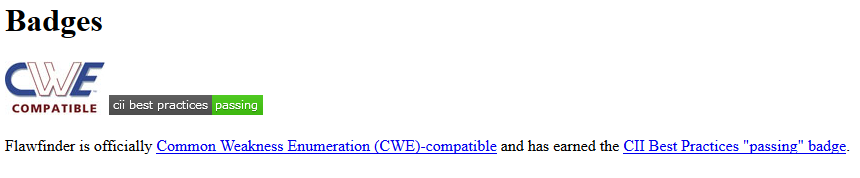 Badges
CWE
COMPATIBLE
cii best practices passing
Flawfinder is officially Common Weakness Enumeration (CWE)-compatible and has earned the CII Best Practices "passing" badge.